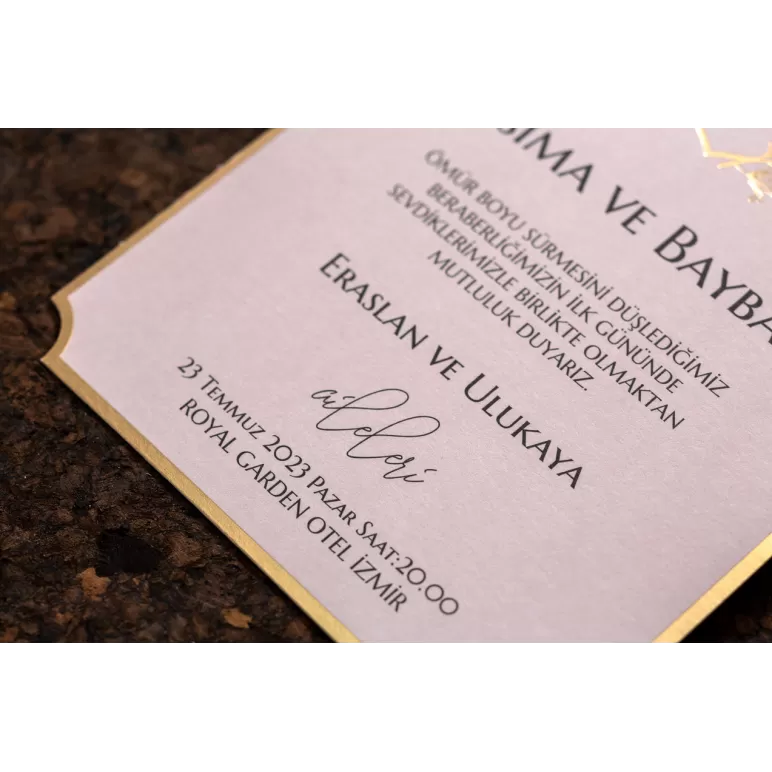 VE
ÖMÜR BOYU SÜRMESİNİ DÜŞLEDİĞİMİZ
BERABERLİĞİMİZİN İLK GÜNÜNDE
SEVDİKLERİMİZLE BİRLİKTE OLMAKTAN
MUTLULUK DUYARIZ.
ERASLAN VE ULUKAYA
aileleri
23 TEMMUZ 2023 PAZAR SAAT:20.00
ROYAL GARDEN OTEL İZMİR